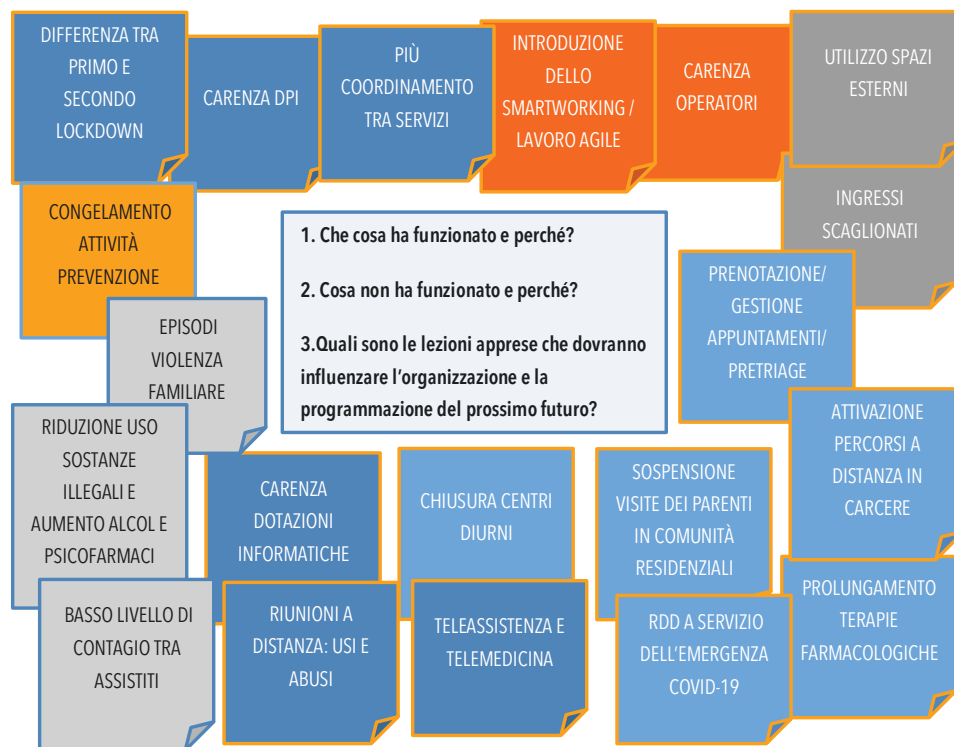 DIFFERENZA TRA
PRIMO E
SECONDO
LOCKDOWN
CARENZA DPI
PIÙ
COORDINAMENTO
TRA SERVIZI
INTRODUZIONE
DELLO
SMARTWORKING /
LAVORO AGILE
CARENZA
OPERATORI
UTILIZZO SPAZI
ESTERNI
CONGELAMENTO
ATTIVITÀ
PREVENZIONE
INGRESSI
SCAGLIONATI
1. Che cosa ha funzionato e perché?
2. Cosa non ha funzionato e perché?
3.Quali sono le lezioni apprese che dovranno
influenzare l’organizzazione e la
programmazione del prossimo futuro?
PRENOTAZIONE/
GESTIONE
APPUNTAMENTI/
PRETRIAGE
EPISODI
VIOLENZA
FAMILIARE
RIDUZIONE USO
SOSTANZE
ILLEGALI E
AUMENTO ALCOL E
PSICOFARMACI
CARENZA
DOTAZIONI
INFORMATICHE
CHIUSURA CENTRI
DIURNI
SOSPENSIONE
VISITE DEI PARENTI
IN COMUNITÀ
RESIDENZIALI
ATTIVAZIONE
PERCORSI A
DISTANZA IN
CARCERE
BASSO LIVELLO DI
CONTAGIO TRA
ASSISTITI
RIUNIONI A
DISTANZA: USI E
ABUSI
TELEASSISTENZA E
TELEMEDICINA
RDD A SERVIZIO
DELL’EMERGENZA
COVID-19
PROLUNGAMENTO
TERAPIE
FARMACOLOGICHE